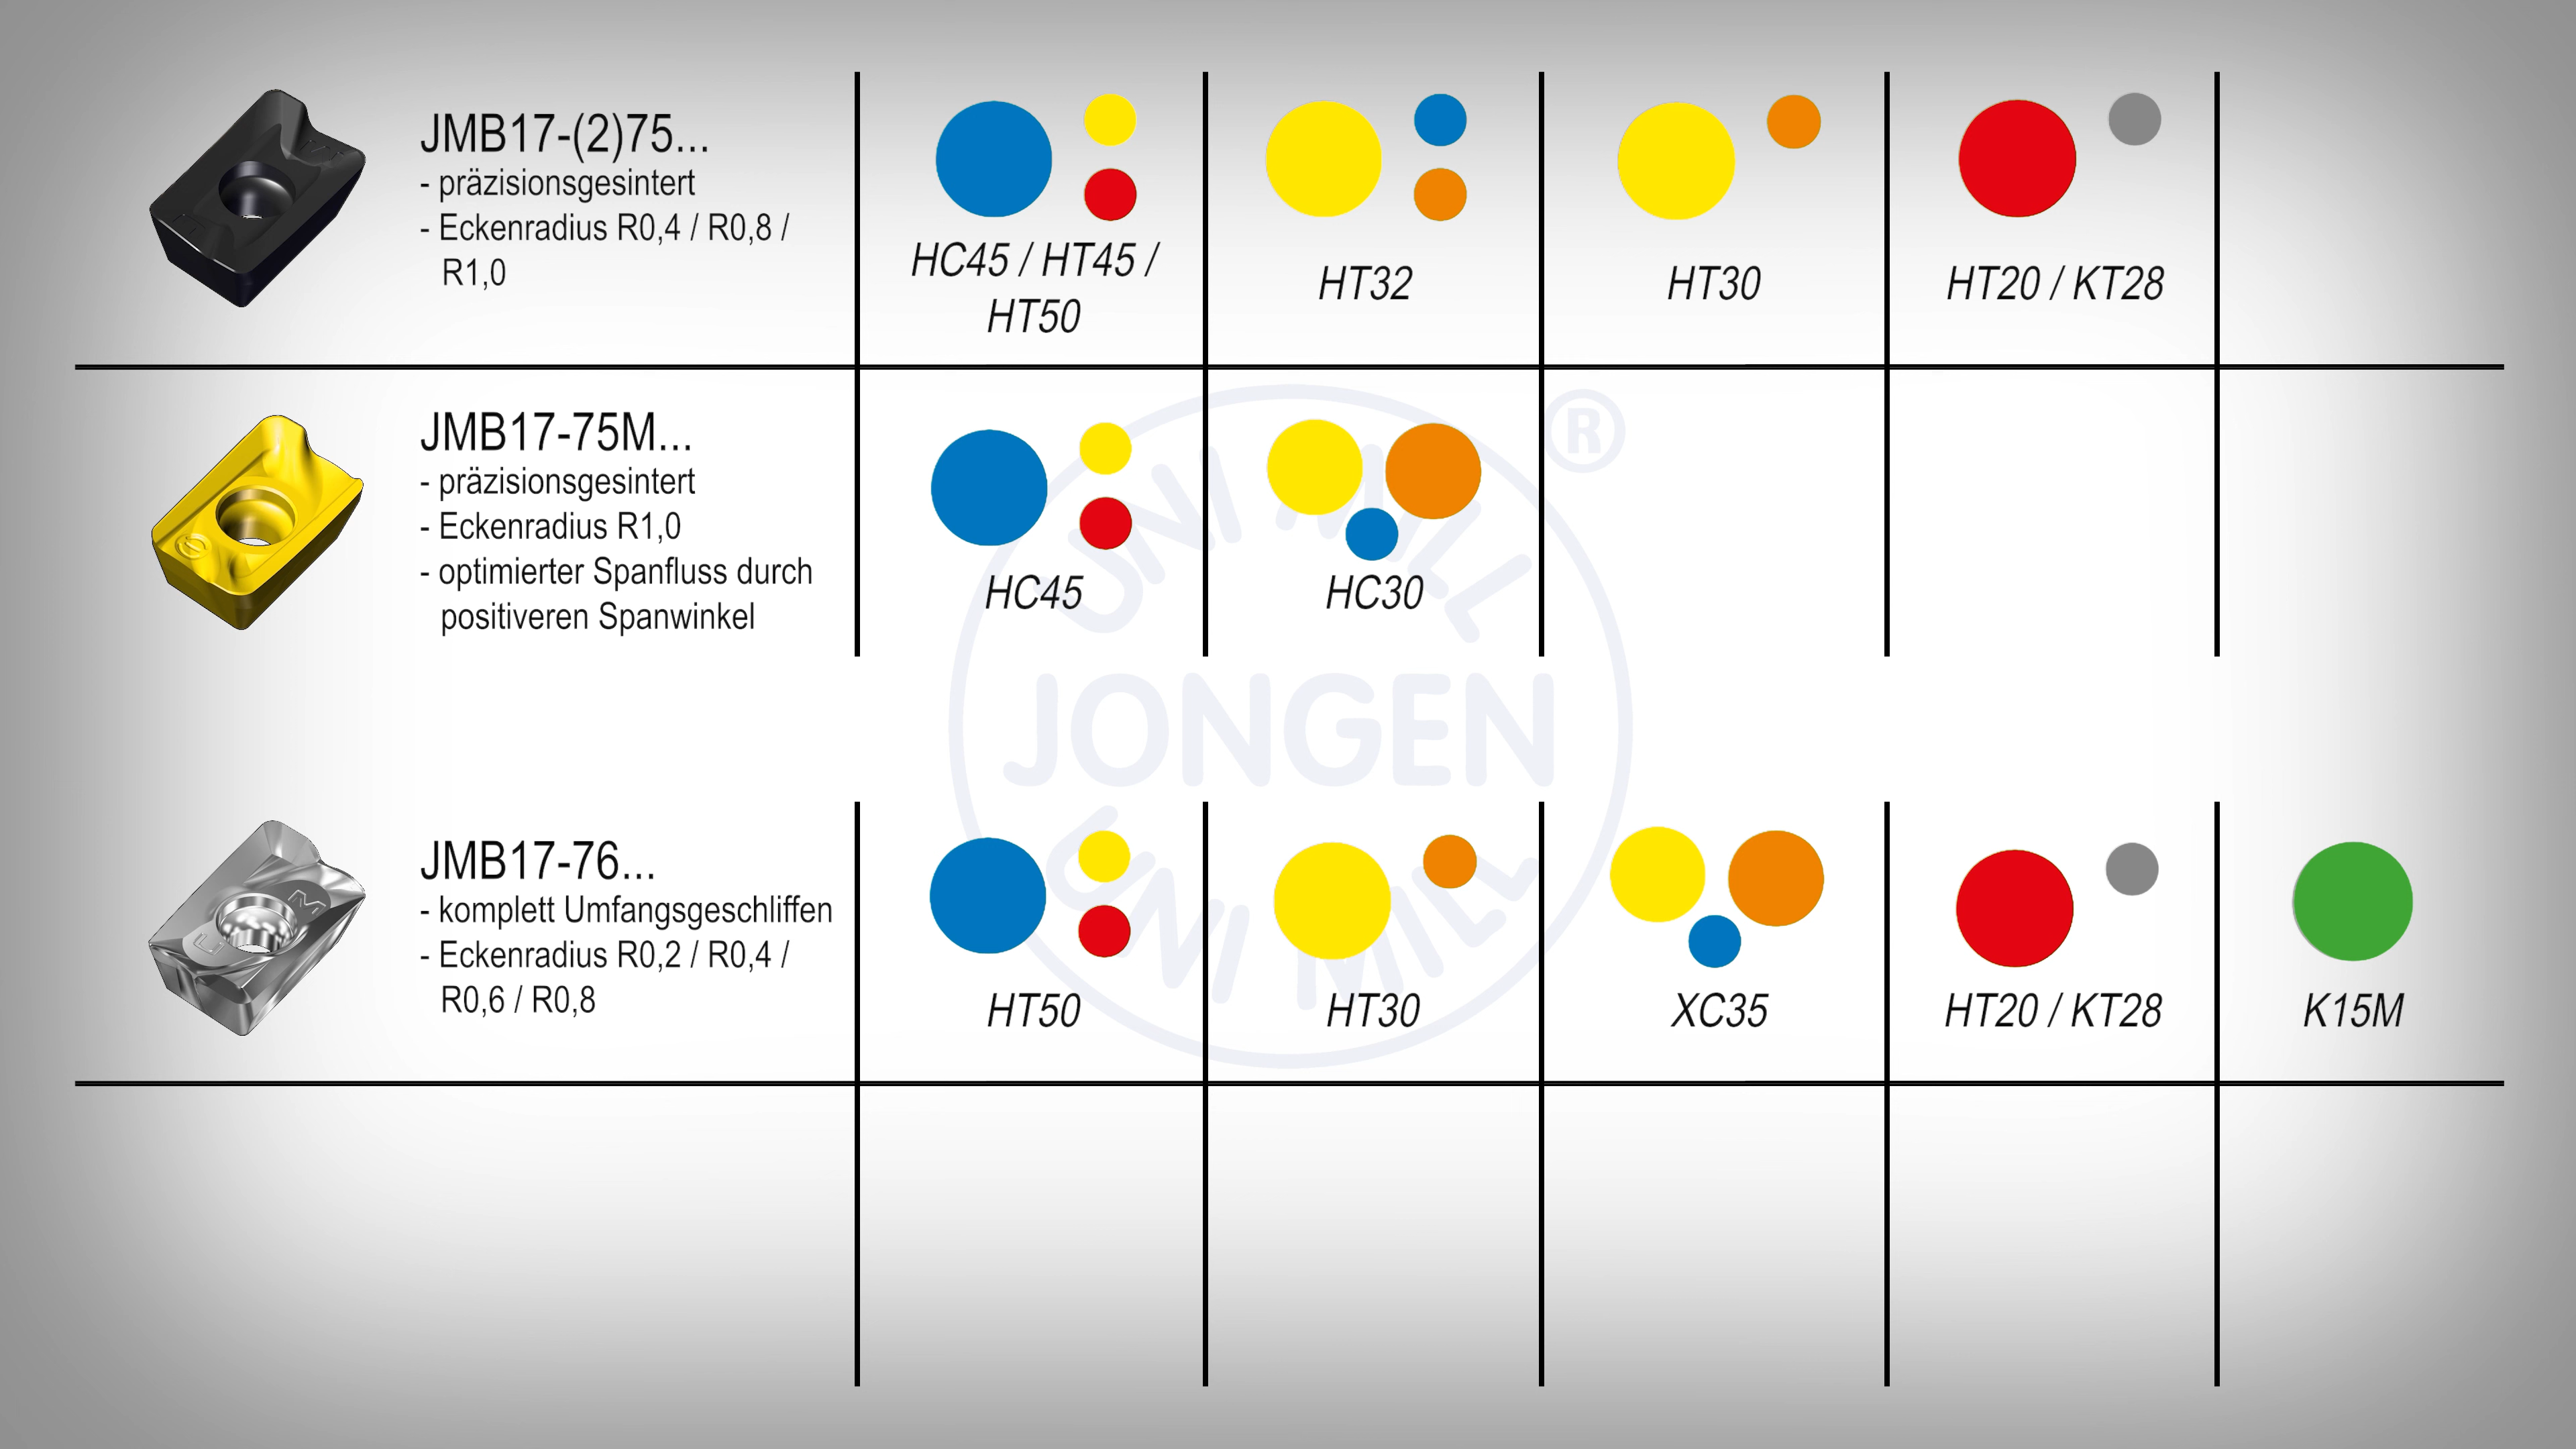 JMB17-(2)75...
- präzisionsgesintert
- Eckenradius R0,4 / R0,8 /
R1,0
HC45 / HT45 /
HT50
HT32
HT30
HT20 / KT28
JMB17-75M...
- präzisionsgesintert
- Eckenradius R1,0
- optimierter Spanfluss durch
positiveren Spanwinkel
HC45
HC30
UNI MILL
®
JONGEN
UNI MILL
JMB17-76...
- komplett Umfangsgeschliffen
- Eckenradius R0,2 / R0,4 /
R0,6 / R0,8
HT50
HT30
XC35
HT20 / KT28
K15M